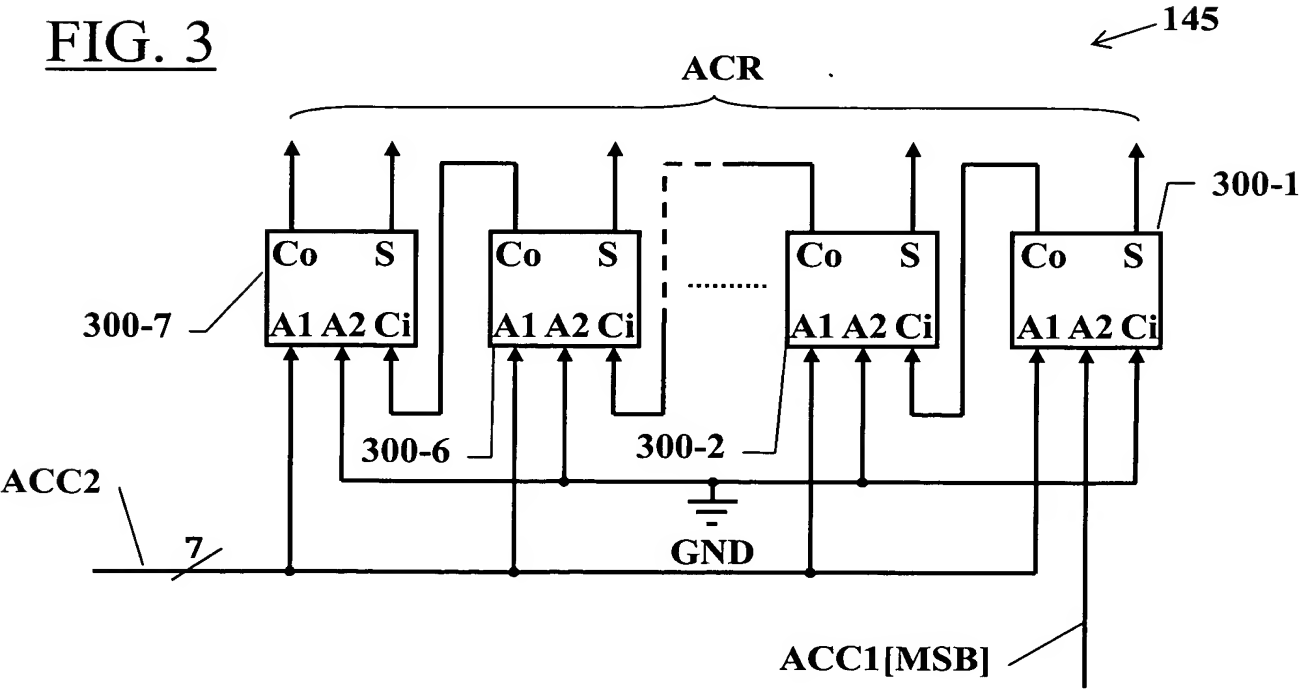 FIG. 3
145
ACR
300-1
Co S Co S Co S Co S
300-7
A1 A2 Ci A1 A2 Ci A1 A2 Ci A1 A2 Ci
300-6 300-2
ACC2
7
GND
ACC1[MSB]